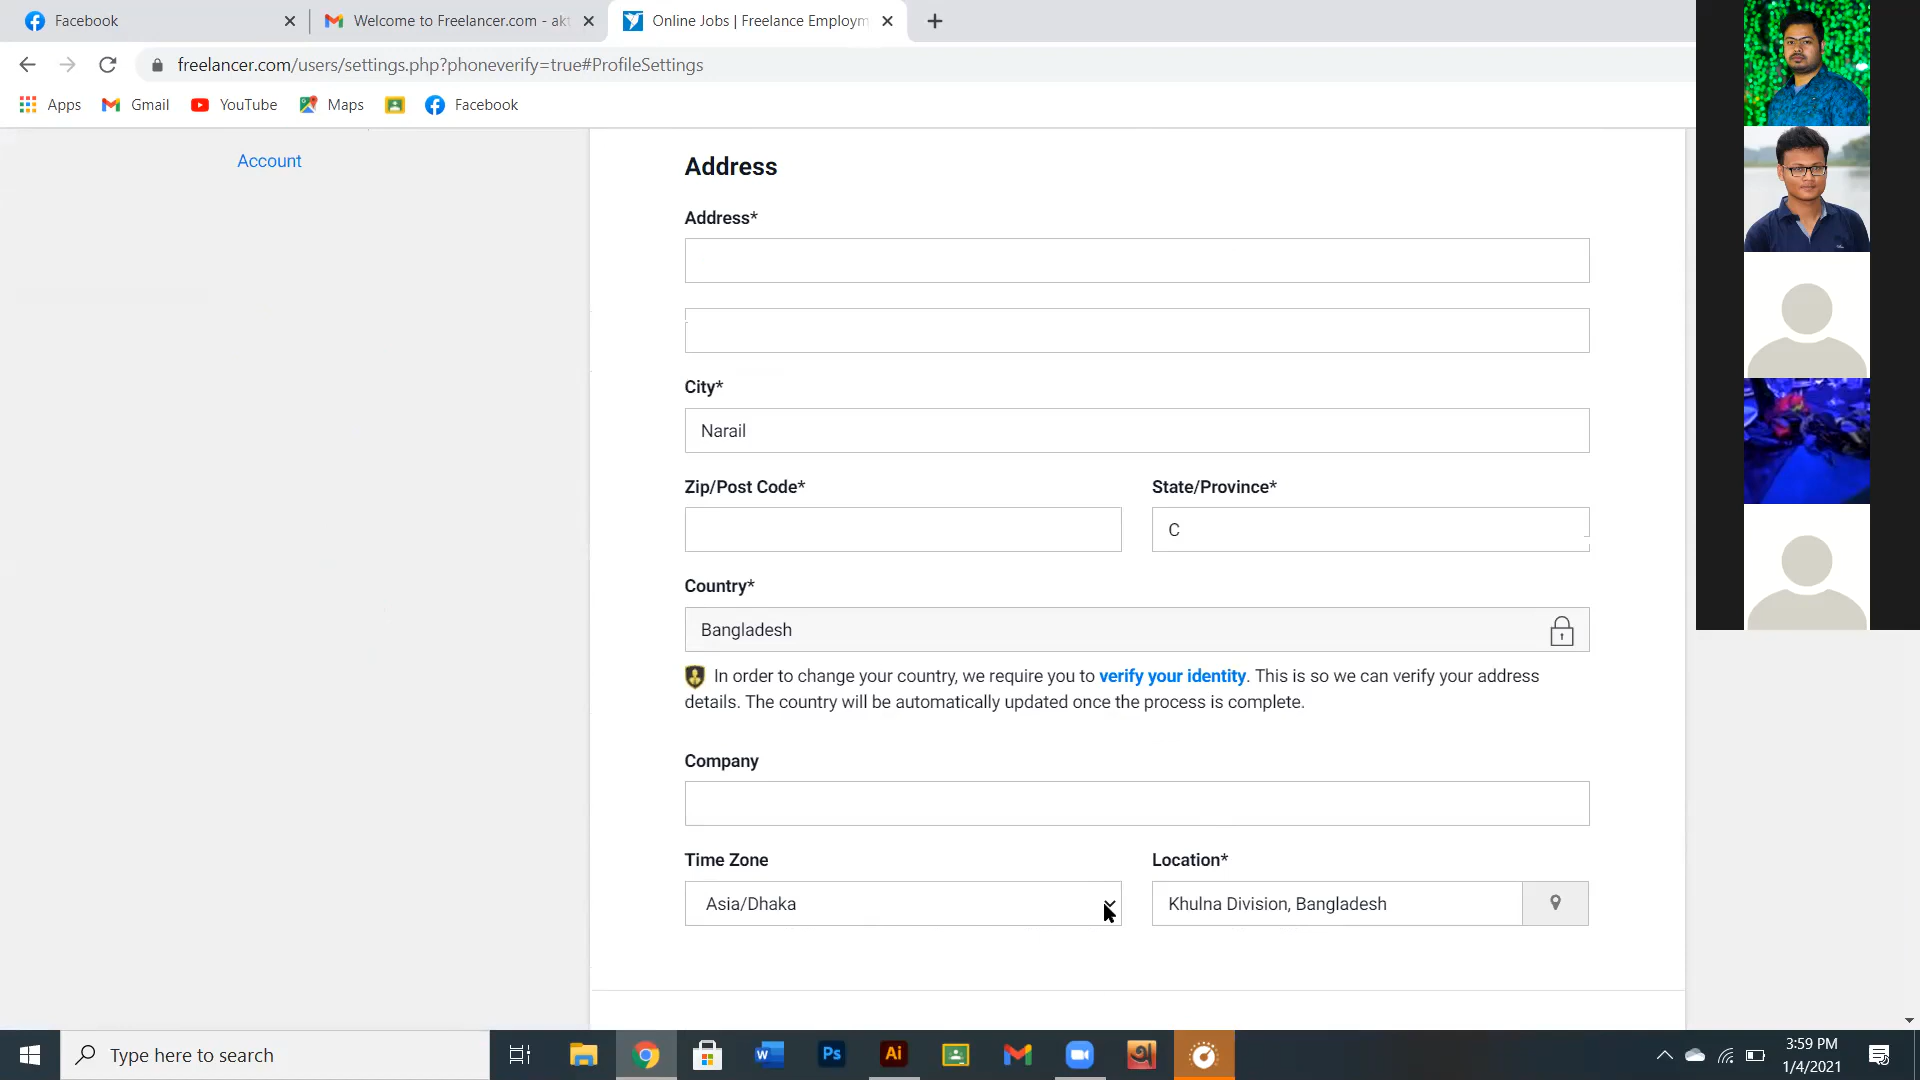 Facebook
Welcome to Freelancer.com - akt
Online Jobs | Freelance Employm
freelancer.com/users/settings.php?phoneverify=true#ProfileSettings
Apps
Gmail
YouTube
Maps
Facebook
Account
Address
Address*
City*
Narail
Zip/Post Code*
State/Province*
C
Country*
Bangladesh
In order to change your country, we require you to verify your identity. This is so we can verify your address
details. The country will be automatically updated once the process is complete.
Company
Time Zone
Location*
Asia/Dhaka
Khulna Division, Bangladesh
Type here to search
W
Ps
Ai
অ
3:59 PM
1/4/2021